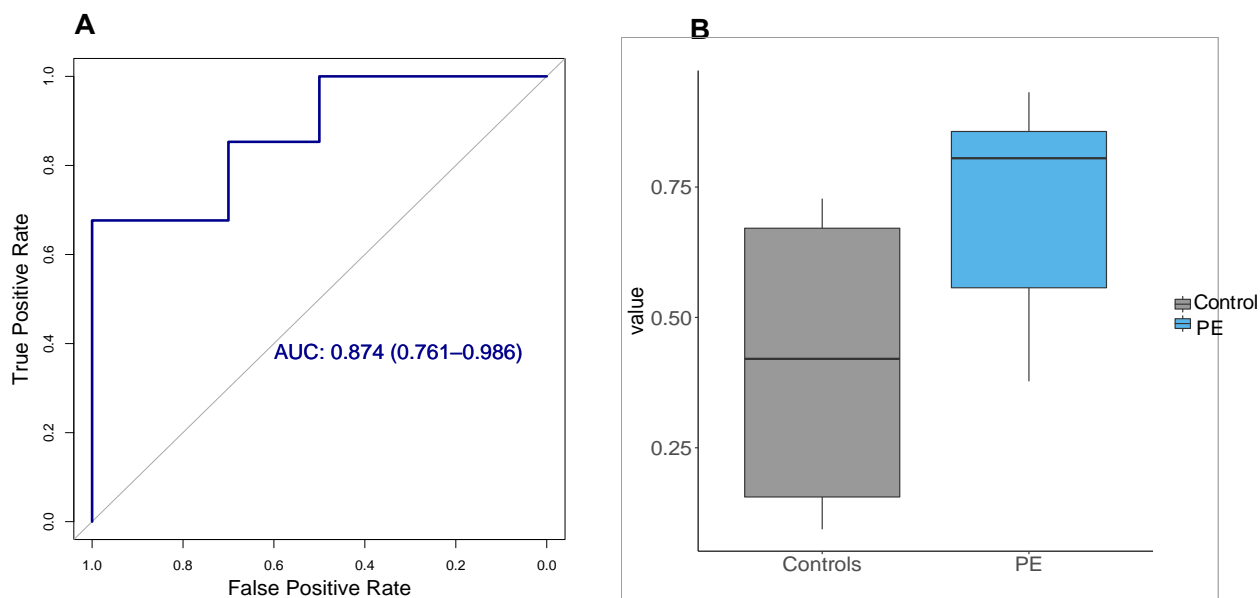 A
1.0
0.8
0.6
0.4
0.2
0.0
True Positive Rate
AUC: 0.874 (0.761–0.986)
1.0 0.8 0.6 0.4 0.2 0.0
False Positive Rate
B
0.75
0.50
0.25
value
Controls PE
Control
PE